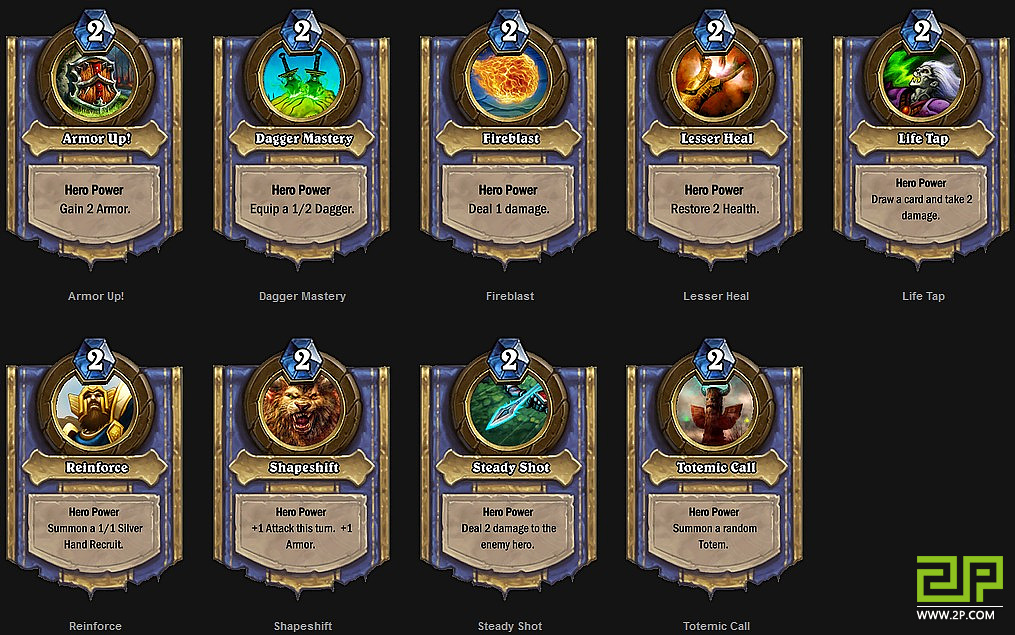 2 2 2 2 2
Armor Up! Dagger Mastery Fireblast Lesser Heal Life Tap
Hero Power Hero Power Hero Power Hero Power Hero Power
Gain 2 Armor. Equip a 1/2 Dagger. Deal 1 damage. Restore 2 Health. Draw a card and take 2
damage.
Armor Up! Dagger Mastery Fireblast Lesser Heal Life Tap
2 2 2 2
Reinforce Shapeshift Steady Shot Totemic Call
Hero Power Hero Power Hero Power Hero Power
Summon a 1/1 Silver +1 Attack this turn. +1 Deal 2 damage to the Summon a random
Hand Recruit. Armor. enemy hero. Totem.
2P
WWW.2P.COM
Reinforce Shapeshift Steady Shot Totemic Call